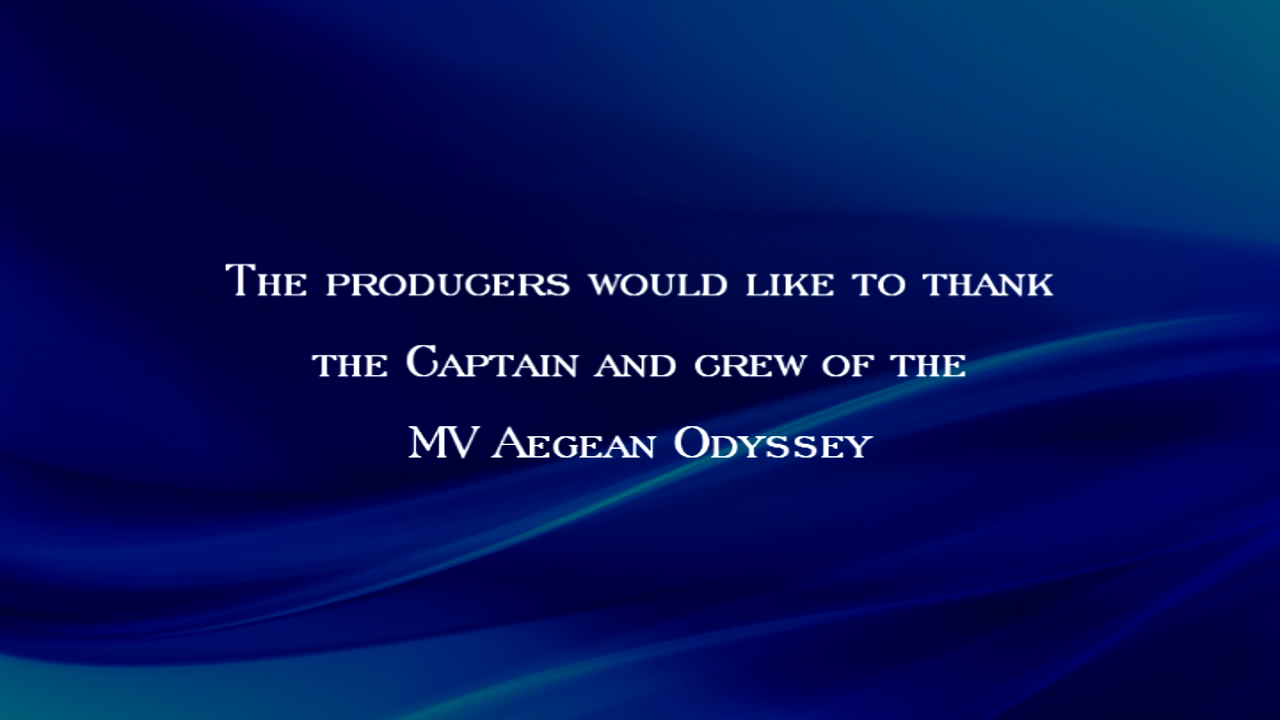 The producers would like to thank
the Captain and crew of the
MV Aegean Odyssey